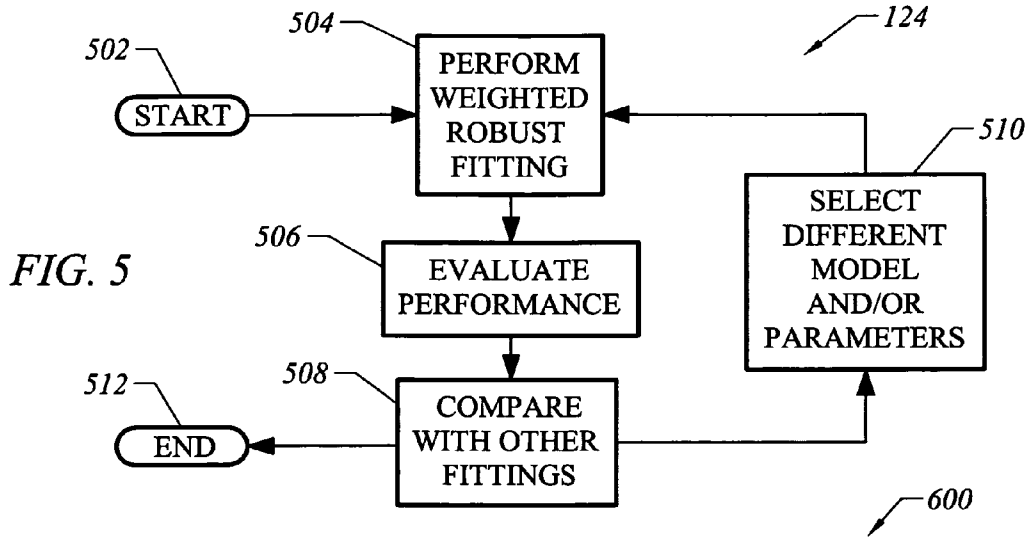 504
124
502
PERFORM
WEIGHTED
ROBUST
FITTING
START
510
SELECT
DIFFERENT
MODEL
AND/OR
PARAMETERS
506
EVALUATE
PERFORMANCE
FIG. 5
508
512
COMPARE
WITH OTHER
FITTINGS
END
600